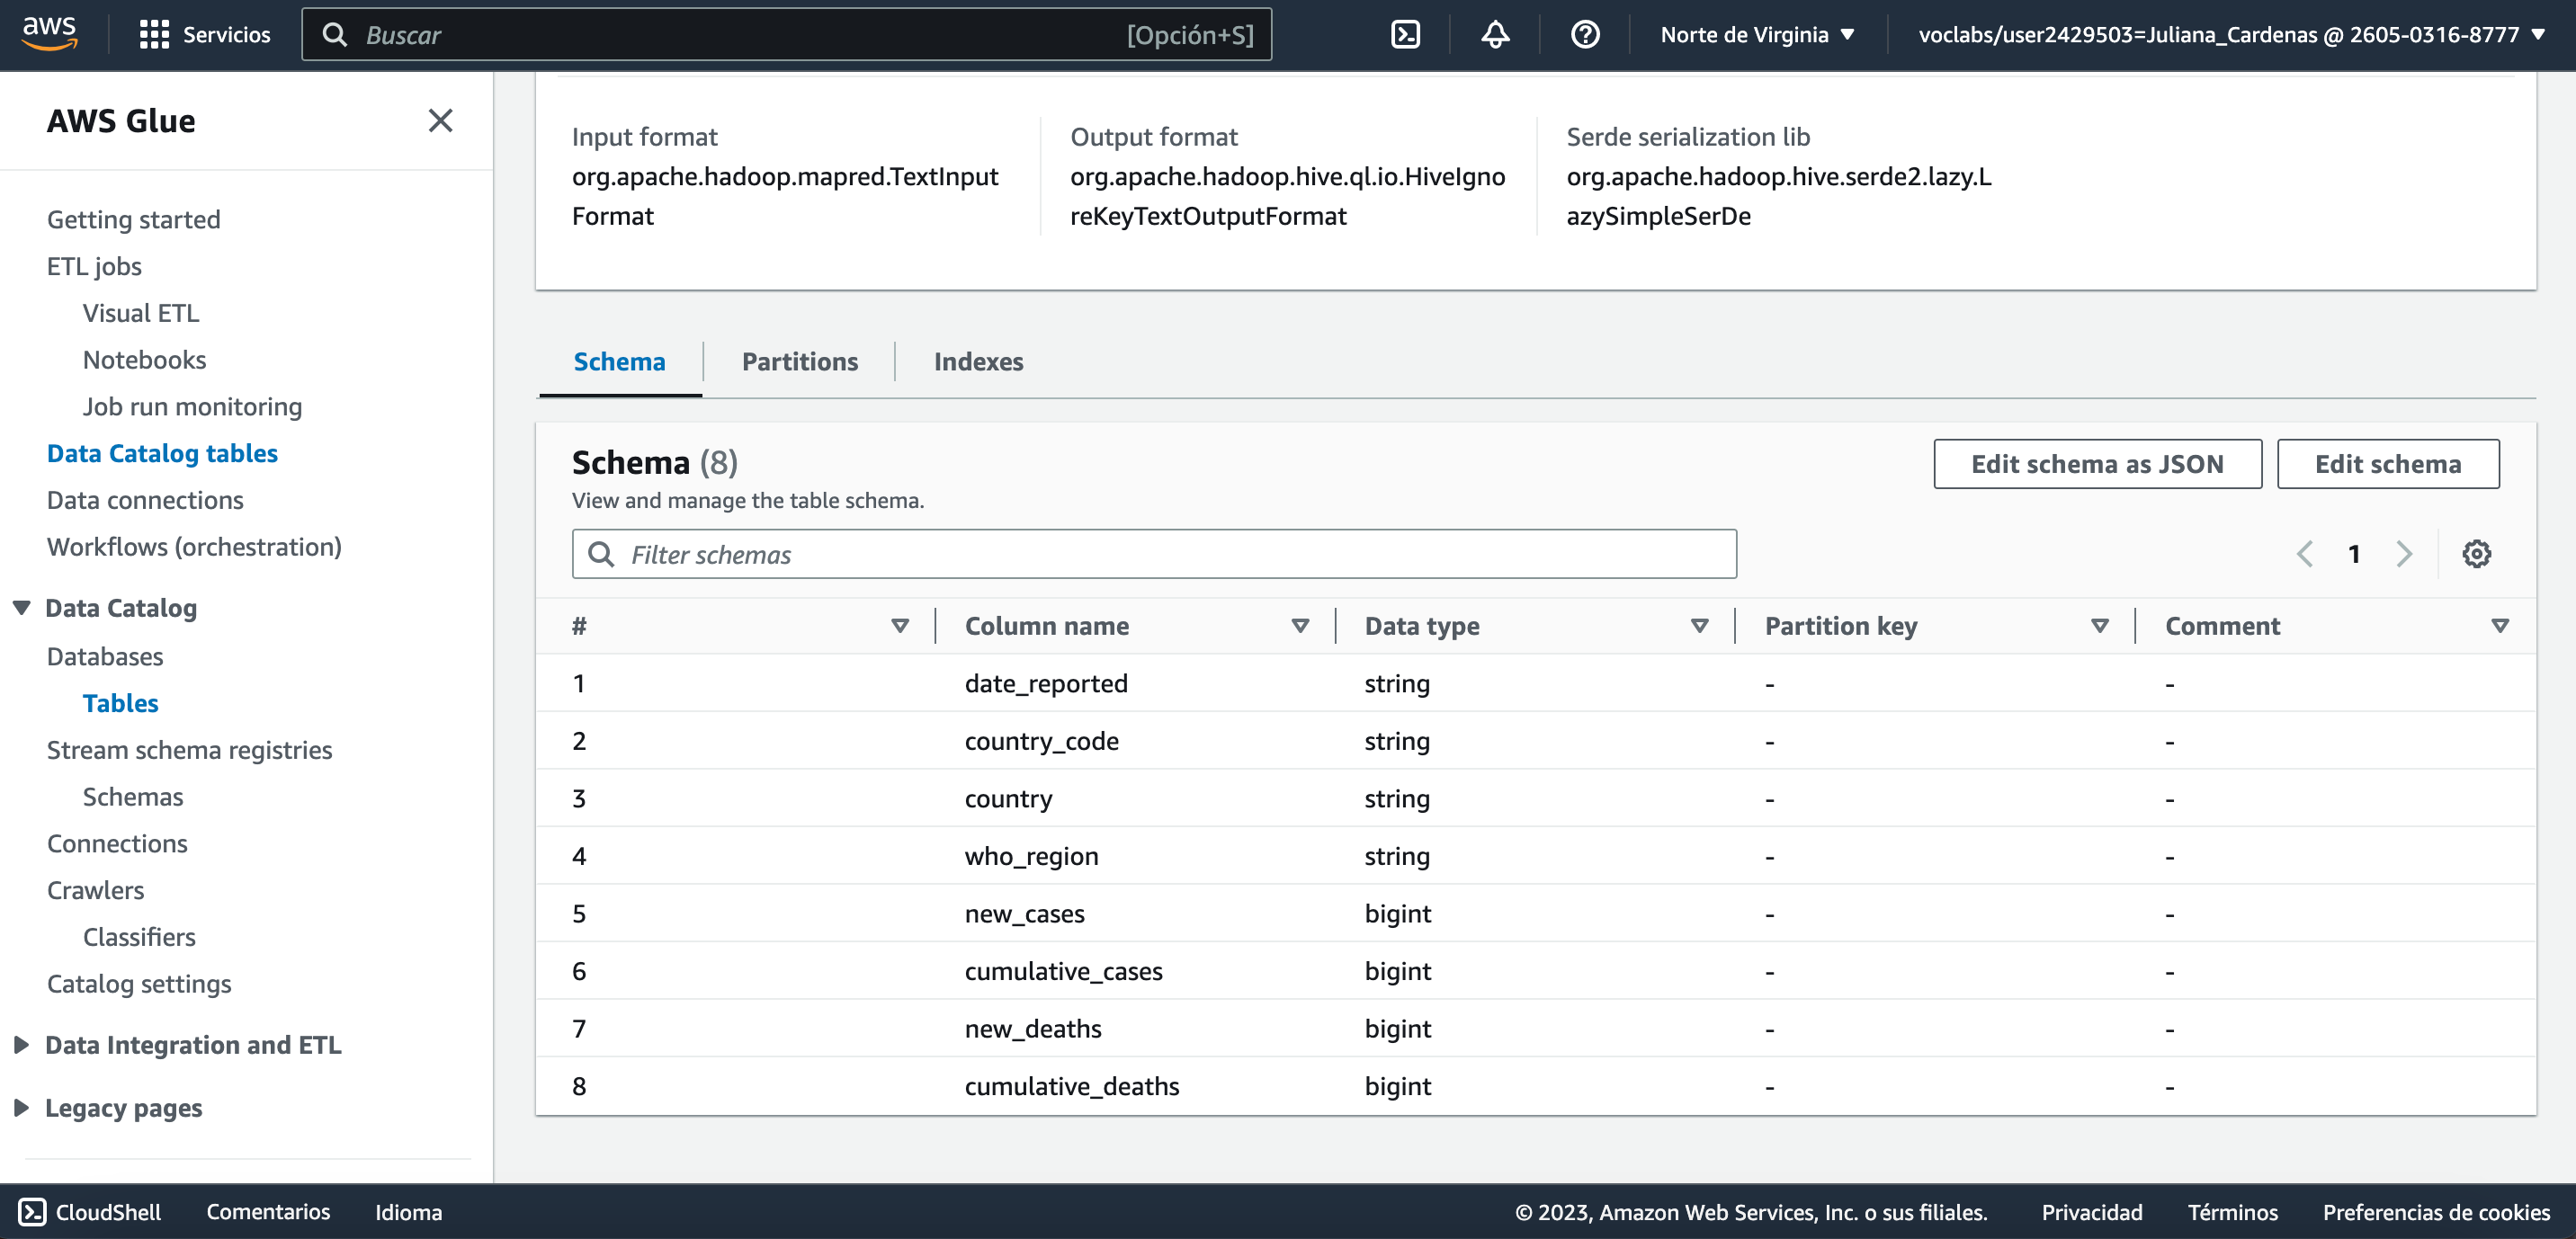 aws
Servicios
Buscar
[Opción+S]
Norte de Virginia
voclabs/user2429503=Juliana_Cardenas @ 2605-0316-8777
AWS Glue
Getting started
ETL jobs
Visual ETL
Notebooks
Job run monitoring
Data Catalog tables
Data connections
Workflows (orchestration)
Data Catalog
Databases
Tables
Stream schema registries
Schemas
Connections
Crawlers
Classifiers
Catalog settings
Data Integration and ETL
Legacy pages
Input format
org.apache.hadoop.mapred.TextInput
Format
Output format
org.apache.hadoop.hive.ql.io.HiveIgno
reKeyTextOutputFormat
Serde serialization lib
org.apache.hadoop.hive.serde2.lazy.L
azySimpleSerDe
Schema
Partitions
Indexes
Schema (8)
View and manage the table schema.
Edit schema as JSON
Edit schema
Filter schemas
1
# Column name Data type Partition key Comment
1 date_reported string - -
2 country_code string - -
3 country string - -
4 who_region string - -
5 new_cases bigint - -
6 cumulative_cases bigint - -
7 new_deaths bigint - -
8 cumulative_deaths bigint - -
CloudShell
Comentarios
Idioma
© 2023, Amazon Web Services, Inc. o sus filiales.
Privacidad
Términos
Preferencias de cookies